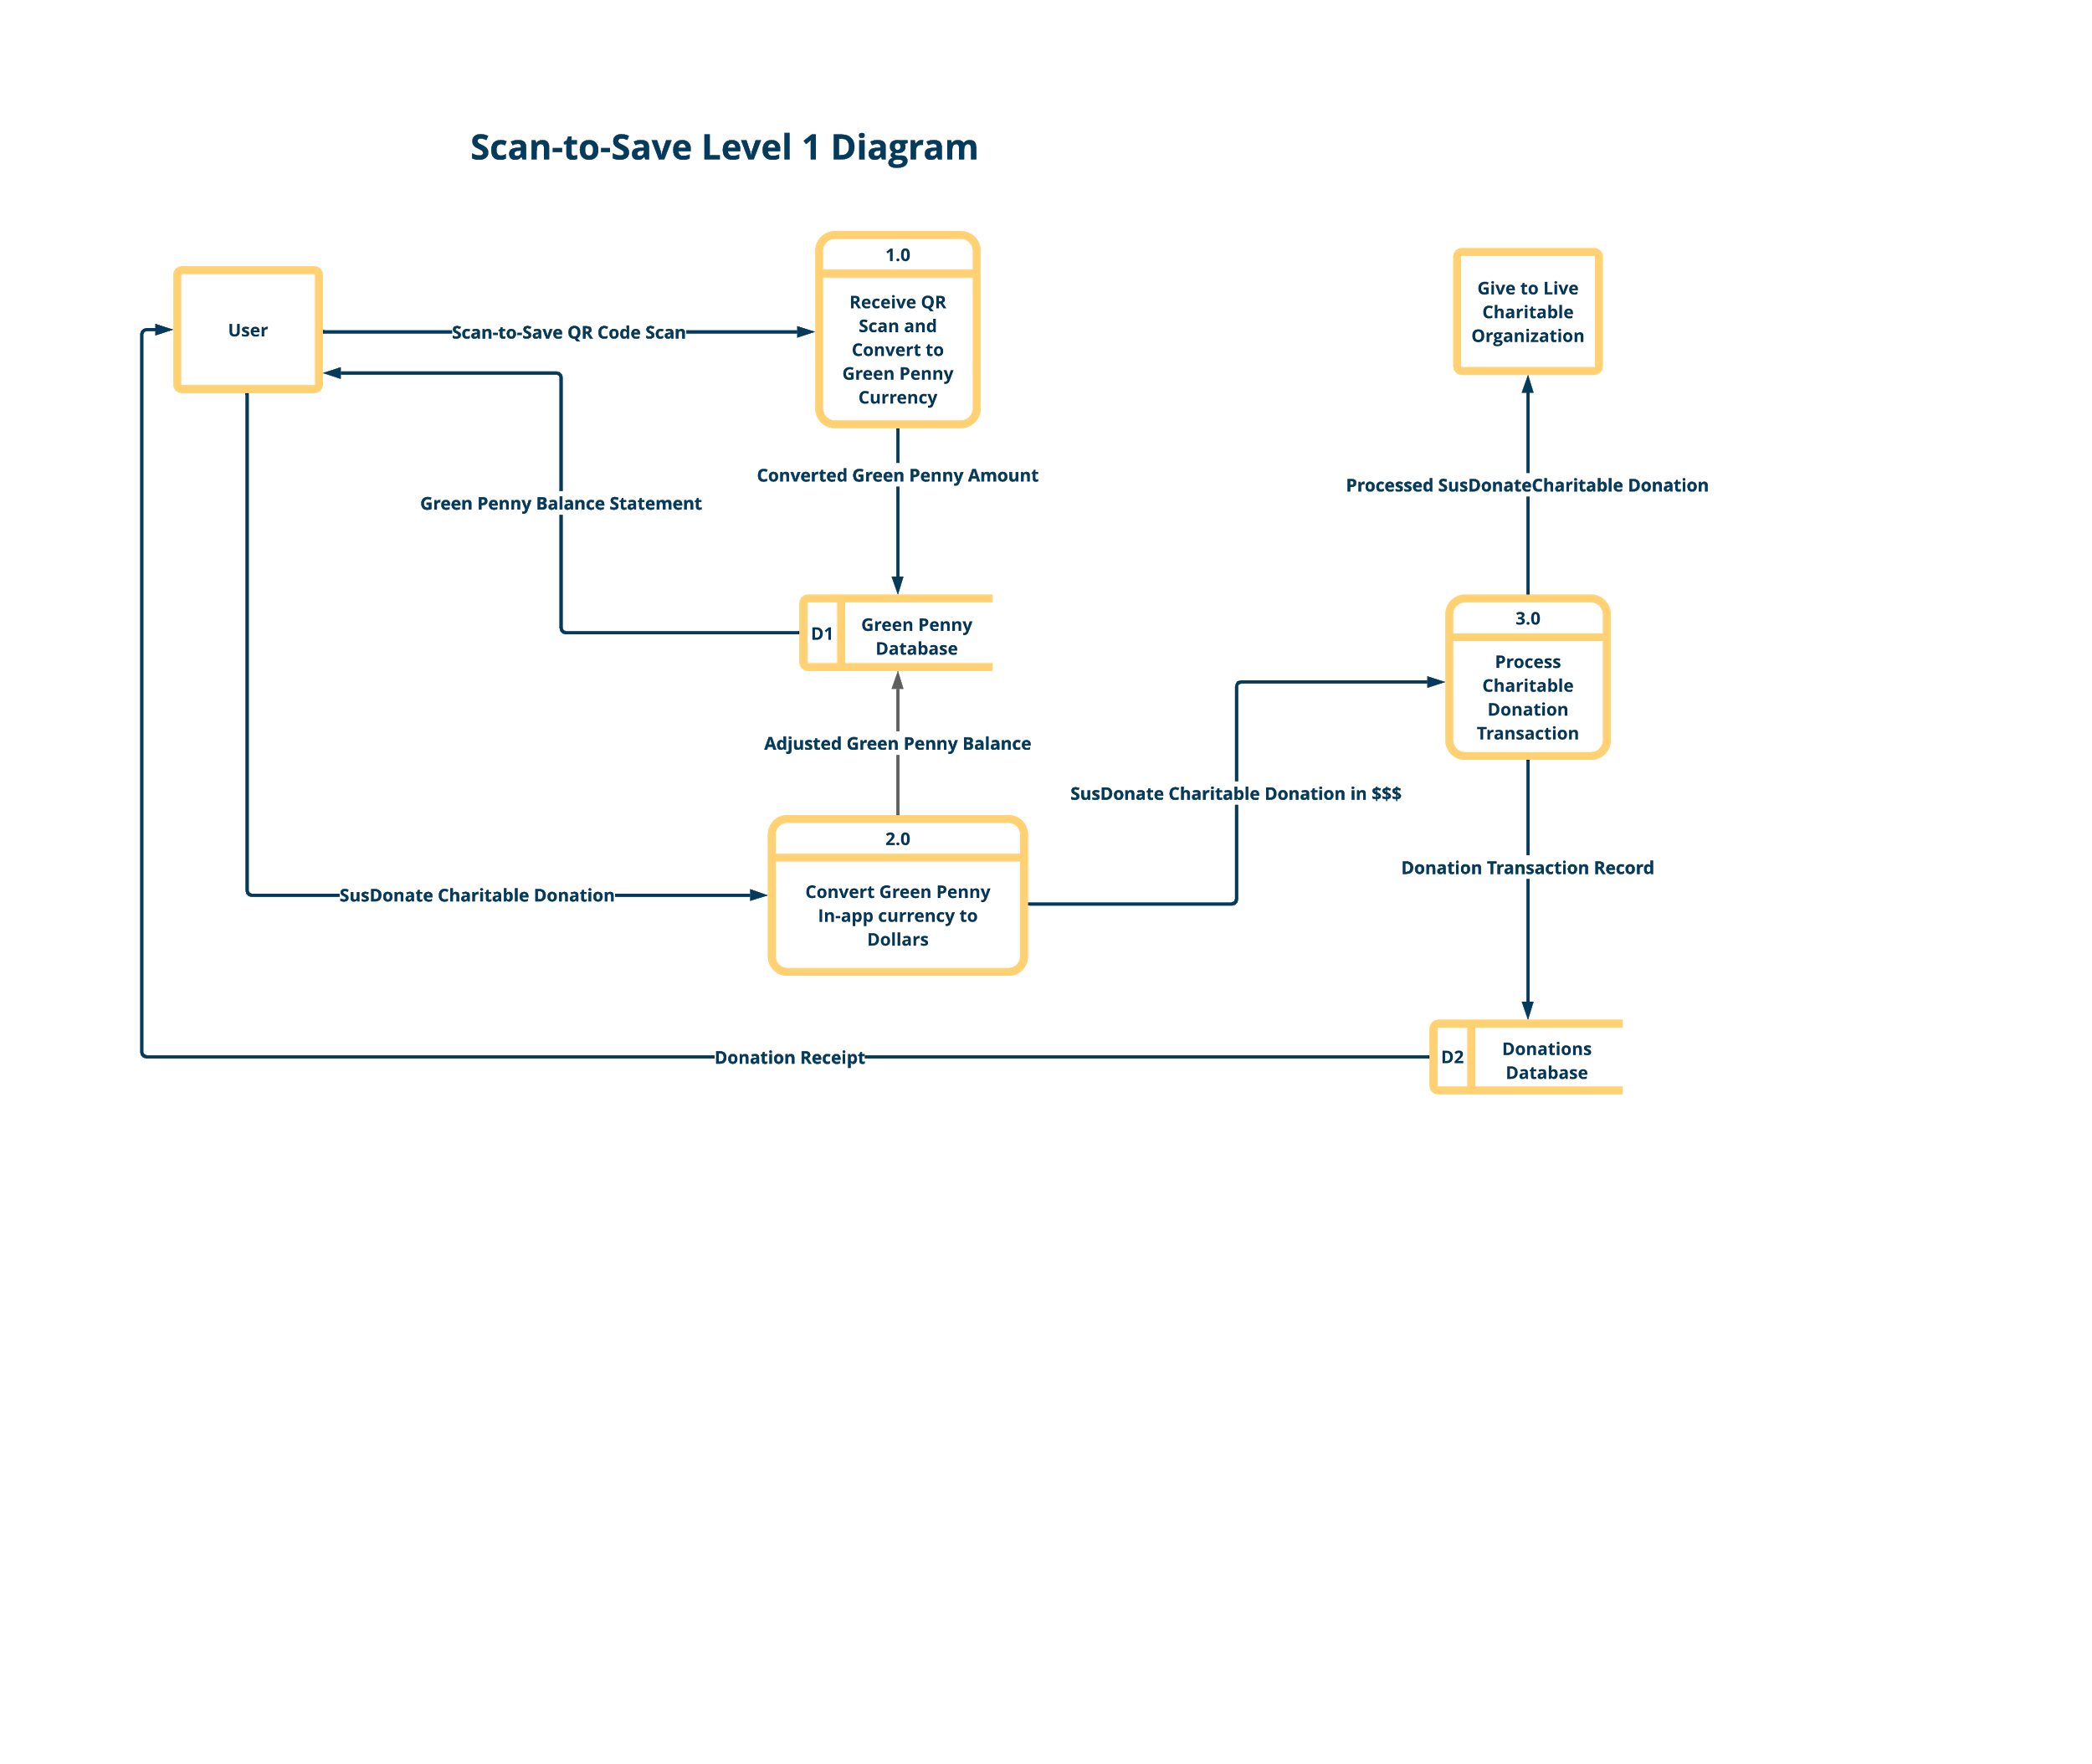 Scan-to-Save Level 1 Diagram
User
Scan-to-Save QR Code Scan
1.0
Receive QR
Scan and
Convert to
Green Penny
Currency
Give to Live
Charitable
Organization
Converted Green Penny Amount
Green Penny Balance Statement
Processed SusDonateCharitable Donation
D1
Green Penny
Database
3.0
Process
Charitable
Donation
Transaction
Adjusted Green Penny Balance
SusDonate Charitable Donation in $$$
2.0
Convert Green Penny
In-app currency to
Dollars
SusDonate Charitable Donation
Donation Transaction Record
Donation Receipt
D2
Donations
Database